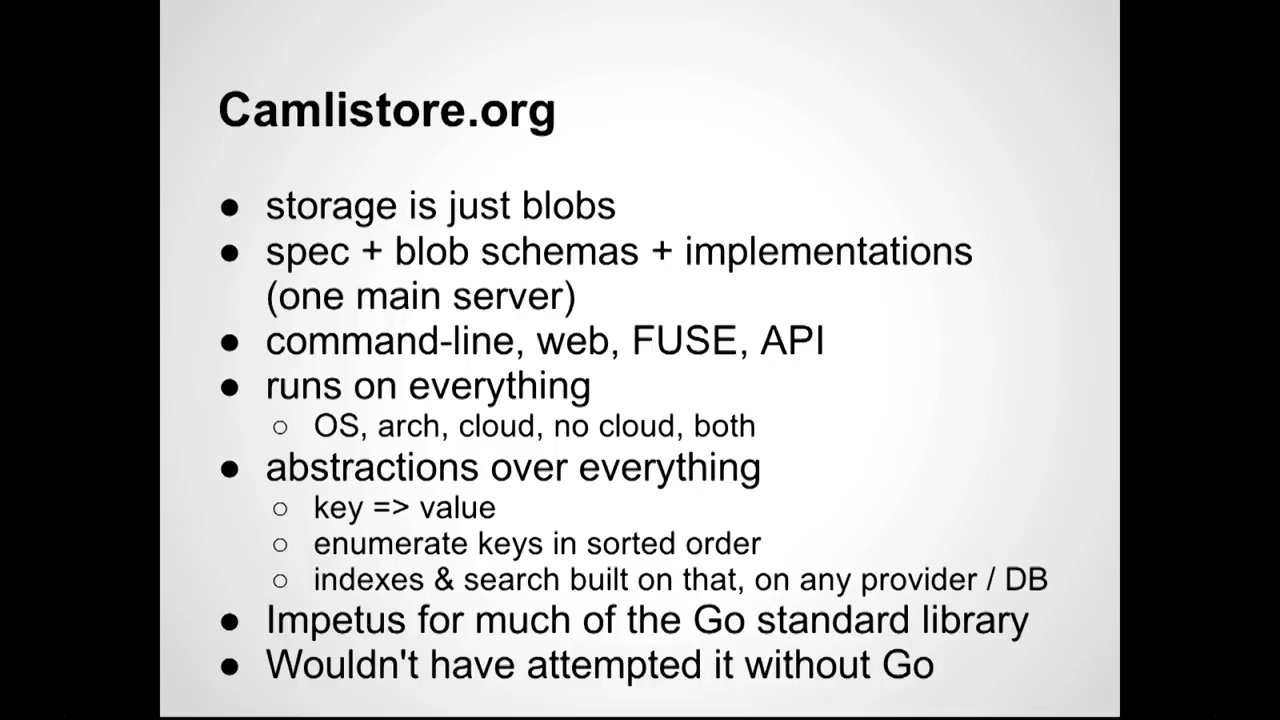 Camlistore.org
● storage is just blobs
● spec + blob schemas + implementations
(one main server)
● command-line, web, FUSE, API
● runs on everything
○ OS, arch, cloud, no cloud, both
● abstractions over everything
○ key => value
○ enumerate keys in sorted order
○ indexes & search built on that, on any provider / DB
● Impetus for much of the Go standard library
● Wouldn't have attempted it without Go